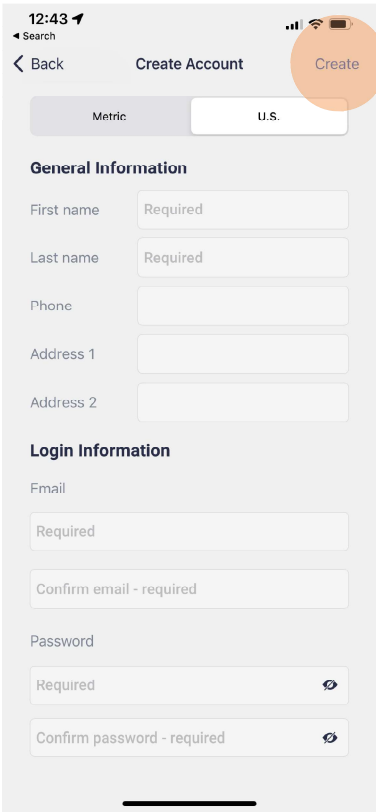 12:43
Search
Back Create Account Create
Metric U.S.
General Information
First name Required
Last name Required
Phone
Address 1
Address 2
Login Information
Email
Required
Confirm email - required
Password
Required
Confirm password - required